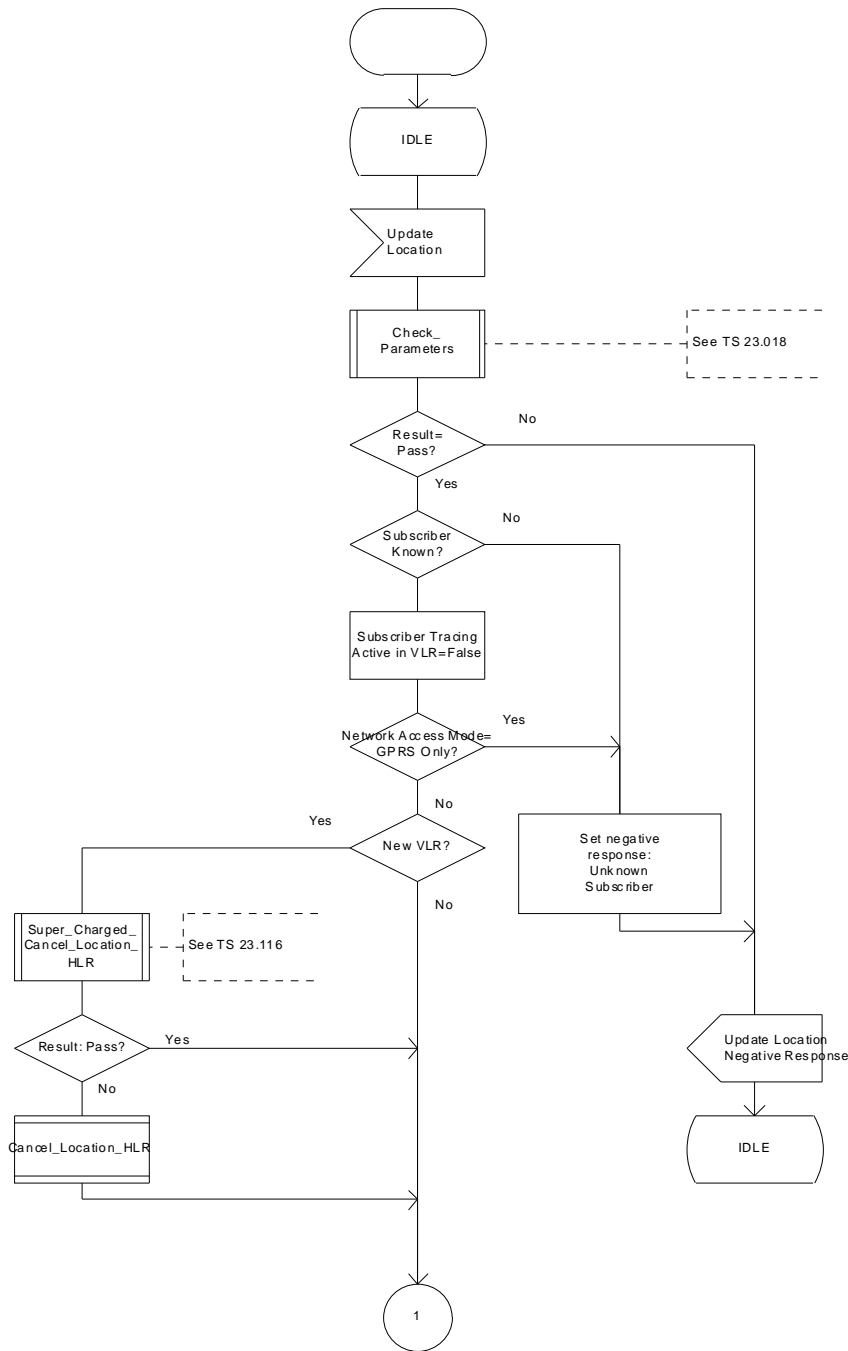 IDLE
Update
Location
Check_
Parameters
See TS 23.018
Result=
Pass?
No
Yes
Subscriber
Known?
No
Subscriber Tracing
Active in VLR=False
Network Access Mode=
GPRS Only?
Yes
No
Yes
New VLR?
No
Set negative
response:
Unknown
Subscriber
Super_Charged_
Cancel_Location_
HLR
See TS 23.116
Result: Pass?
Yes
No
Update Location
Negative Response
Cancel_Location_HLR
IDLE
1